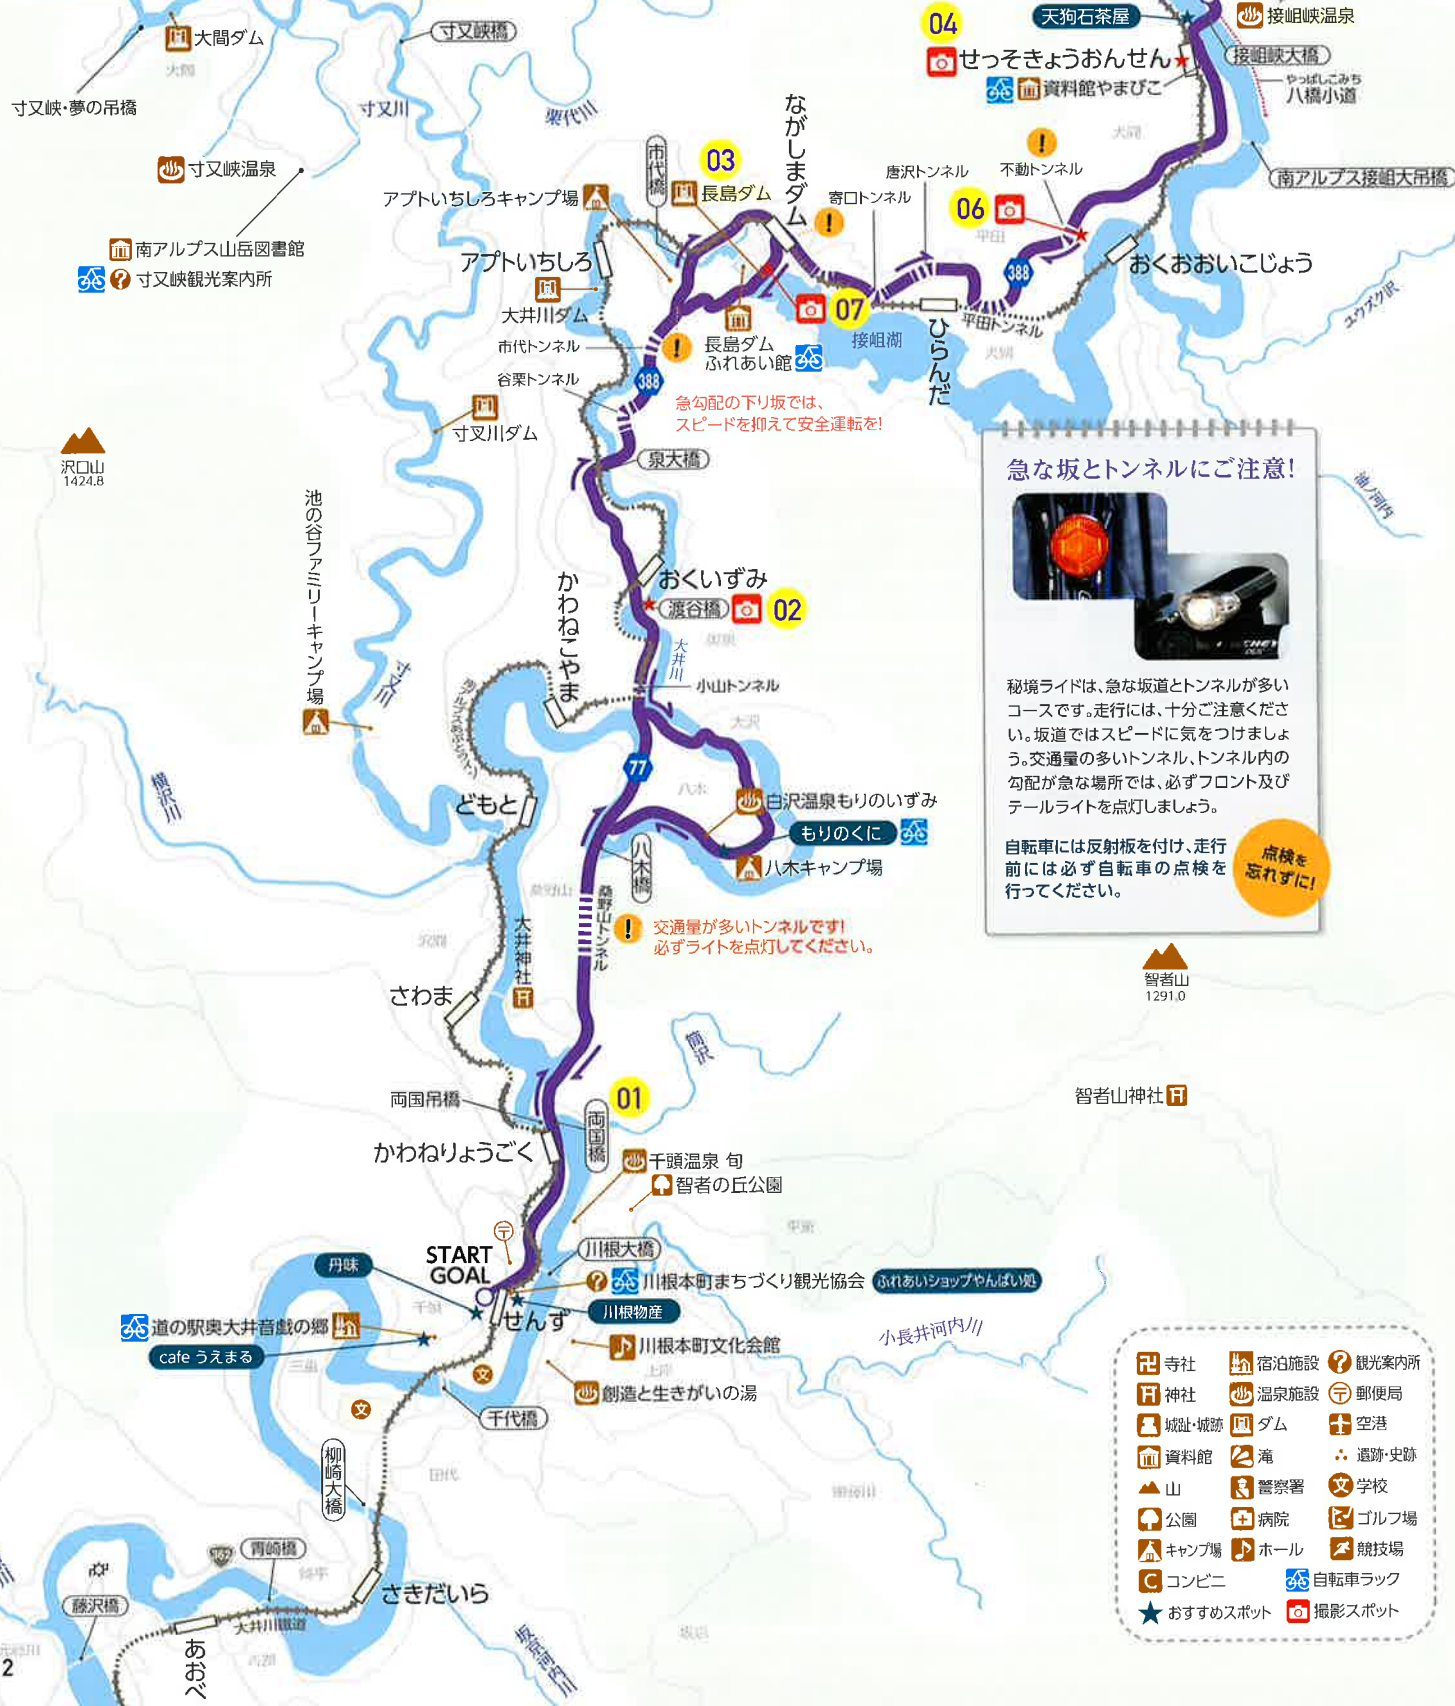 大間ダム
寸又峡橋
寸又峡・夢の吊橋
寸又川
栗代川
寸又峡温泉
南アルプス山岳図書館
寸又峡観光案内所
04
天狗石茶屋
接岨峡温泉
せっそきょうおんせん
接岨峡大橋
資料館やまびこ
やっぱしこみち
八橋小道
南アルプス接岨大吊橋
不動トンネル
唐沢トンネル
寄口トンネル
06
ながしまダム
市代橋
03
長島ダム
アプトいちしろキャンプ場
アプトいちしろ
大井川ダム
市代トンネル
谷栗トンネル
388
388
07
長島ダム
ふれあい館
接岨湖
ひらんだ
平田トンネル
平田
犬間
おくおおいこじょう
急勾配の下り坂では、
スピードを抑えて安全運転を!
寸又川ダム
沢口山
1424.8
泉大橋
池の谷ファミリーキャンプ場
寸又川
かわねこやま
おくいずみ
渡谷橋
02
大井川
小山トンネル
大沢
77
八木
白沢温泉もりのいずみ
もりのくに
八木キャンプ場
八木橋
桑野山トンネル
交通量が多いトンネルです!
必ずライトを点灯してください。
どもと
横沢川
桑野山
沢間
大井神社
さわま
急な坂とトンネルにご注意!
秘境ライドは、急な坂道とトンネルが多い
コースです。走行には、十分ご注意くださ
い。坂道ではスピードに気をつけましょ
う。交通量の多いトンネル、トンネル内の
勾配が急な場所では、必ずフロント及び
テールライトを点灯しましょう。
自転車には反射板を付け、走行
前には必ず自転車の点検を
行ってください。
点検を
忘れずに!
智者山
1291.0
智者山神社
両国吊橋
01
両国橋
かわねりょうごく
千頭温泉 旬
智者の丘公園
START
GOAL
川根大橋
丹味
川根本町まちづくり観光協会
ふれあいショップやんばい処
川根物産
せんず
千頭
道の駅奥大井音戯の郷
cafe うえまる
川根本町文化会館
創造と生きがいの湯
小長井河内川
千代橋
柳崎大橋
田代
362
青崎橋
藤沢橋
さきだいら
大井川鐵道
あおべ
坂京河内川
2
寺社
宿泊施設
観光案内所
神社
温泉施設
郵便局
城趾・城跡
ダム
空港
資料館
滝
遺跡・史跡
山
警察署
学校
公園
病院
ゴルフ場
キャンプ場
ホール
競技場
コンビニ
自転車ラック
おすすめスポット
撮影スポット